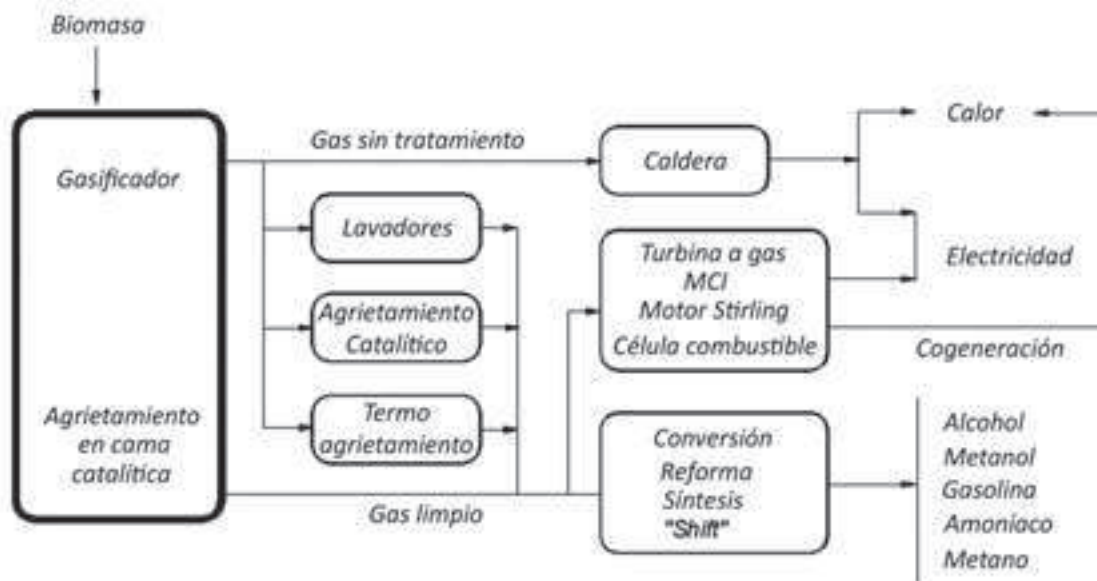 Biomasa
Gasificador
Agrietamiento
en cama
catalítica
Gas sin tratamiento
Lavadores
Agrietamiento
Catalítico
Termo
agrietamiento
Gas limpio
Caldera
Turbina a gas
MCI
Motor Stirling
Célula combustible
Conversión
Reforma
Síntesis
"Shift"
Calor
Electricidad
Cogeneración
Alcohol
Metanol
Gasolina
Amoníaco
Metano